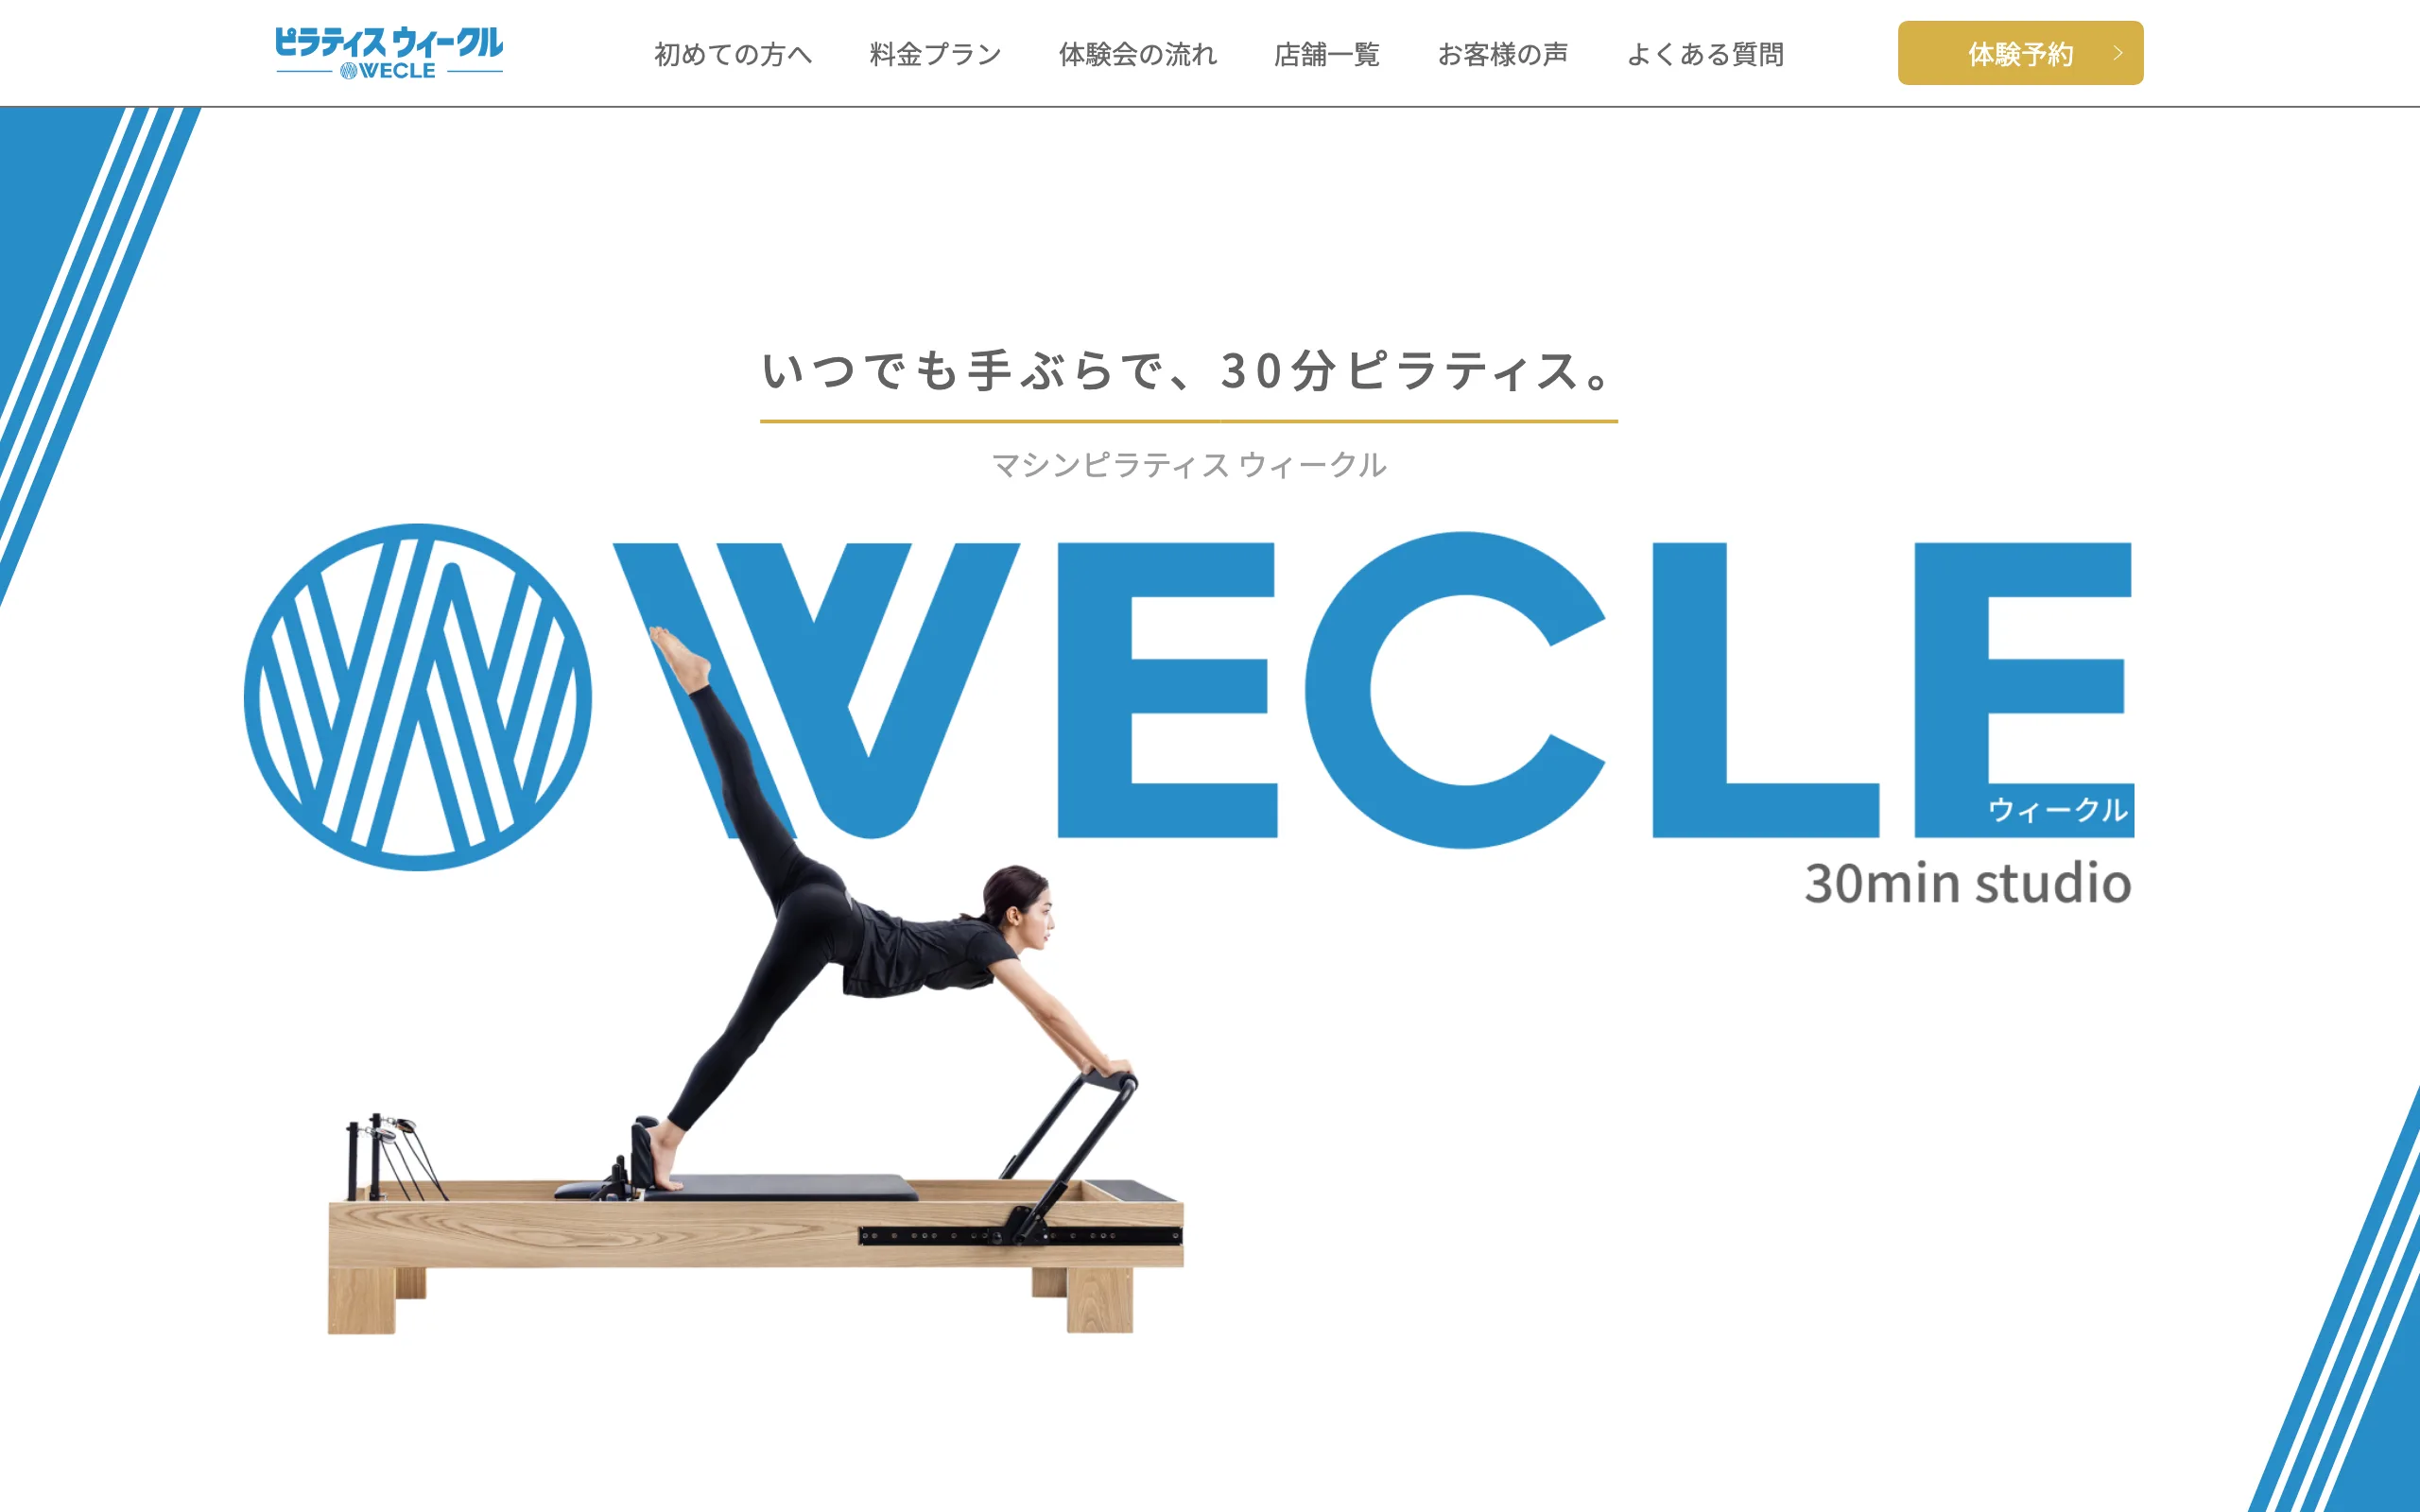 ピラティス ウィークル
WECLE
初めての方へ
料金プラン
体験会の流れ
店舗一覧
お客様の声
よくある質問
体験予約
いつでも手ぶらで、30分ピラティス。
マシンピラティス ウィークル
WECLE
ウィークル
30min studio